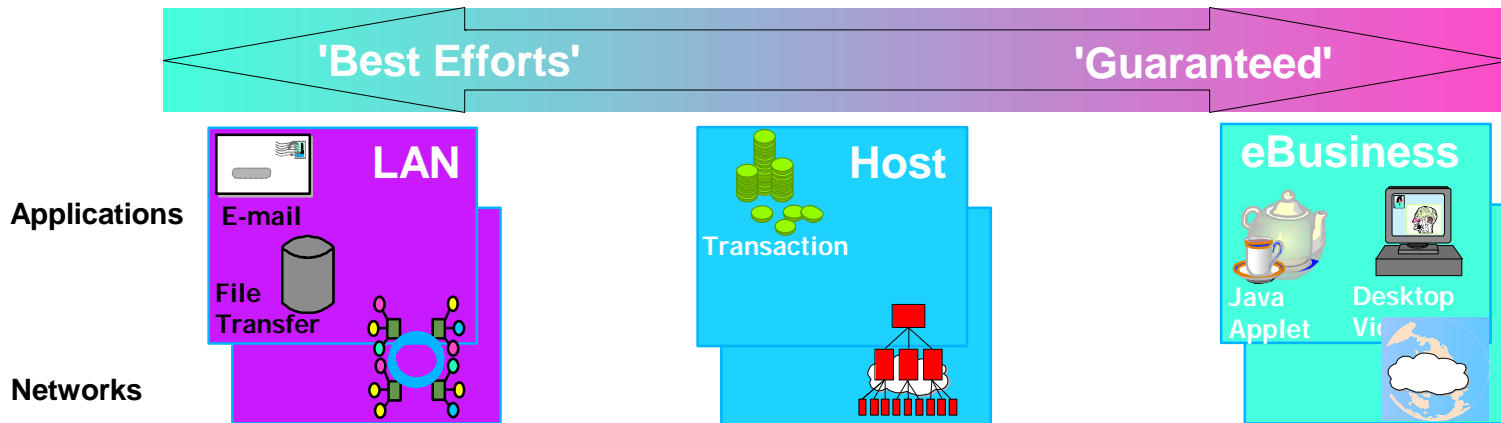 'Best Efforts'
'Guaranteed'
LAN
Host
eBusiness
Applications
E-mail
Transaction
File
Transfer
Java
Applet
Desktop
Networks